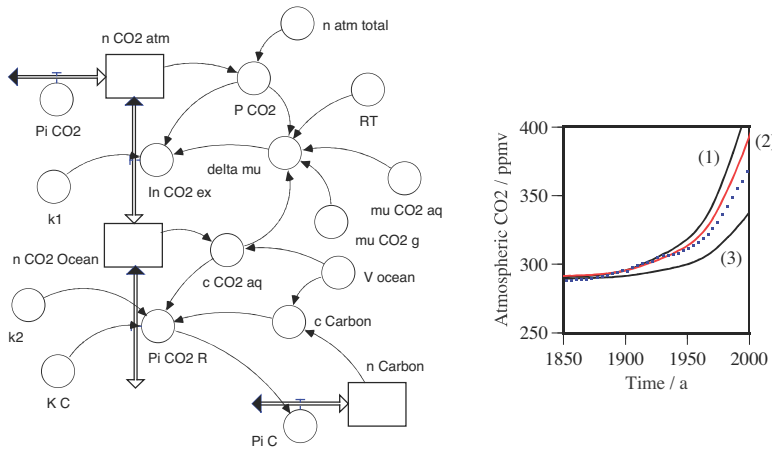 n CO2 atm
n atm total
Pi CO2
P CO2
RT
delta mu
In CO2 ex
k1
mu CO2 aq
mu CO2 g
n CO2 Ocean
c CO2 aq
V ocean
k2
Pi CO2 R
c Carbon
K C
n Carbon
Pi C
Atmospheric CO2 / ppmv
400
350
300
250
(1)
(2)
(3)
1850
1900
1950
2000
Time / a